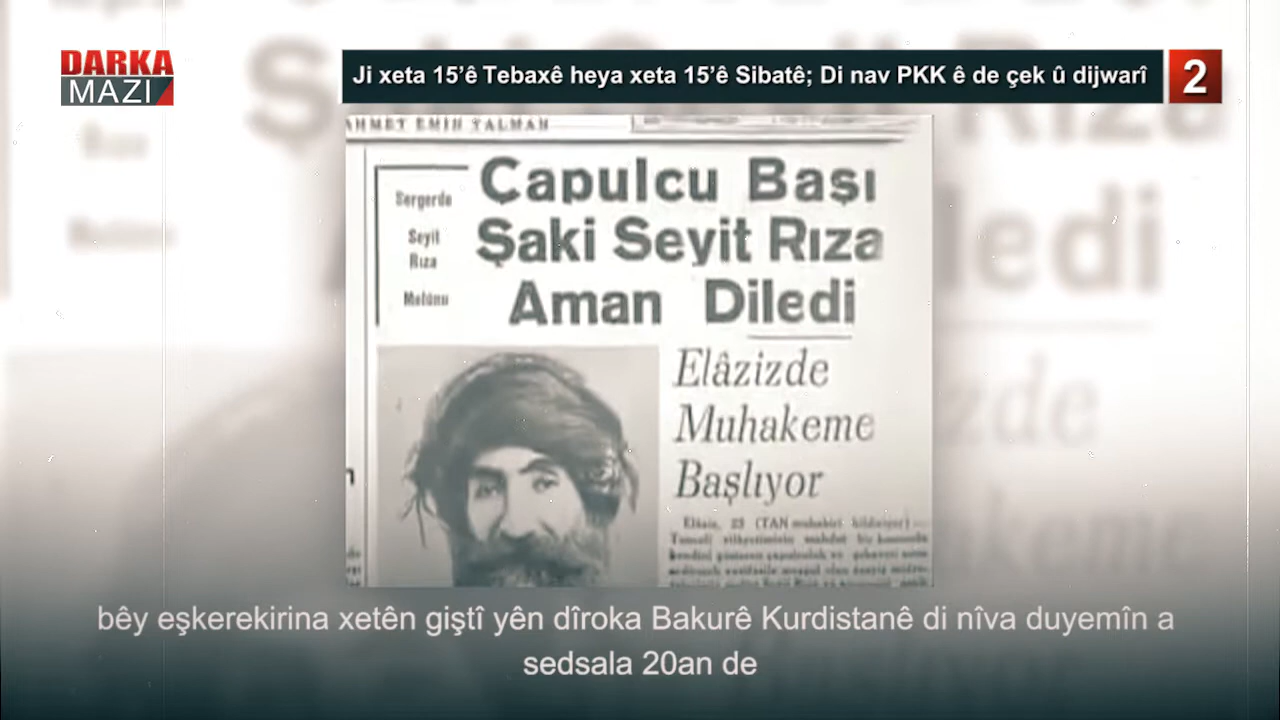 DARKA
MAZI
Ji xeta 15’ê Tebaxê heya xeta 15’ê Sibatê; Di nav PKK ê de çek û dijwarî
2
AHMET EMİN YALMAN
Sergerde
Seyit
Rıza
Melûnu
Çapulcu Başı
Şaki Seyit Rıza
Aman Diledi
Elâzizde
Muhakeme
Başlıyor
bêy eşkerekirina xetên giştî yên dîroka Bakurê Kurdistanê di nîva duyemîn a
sedsala 20an de